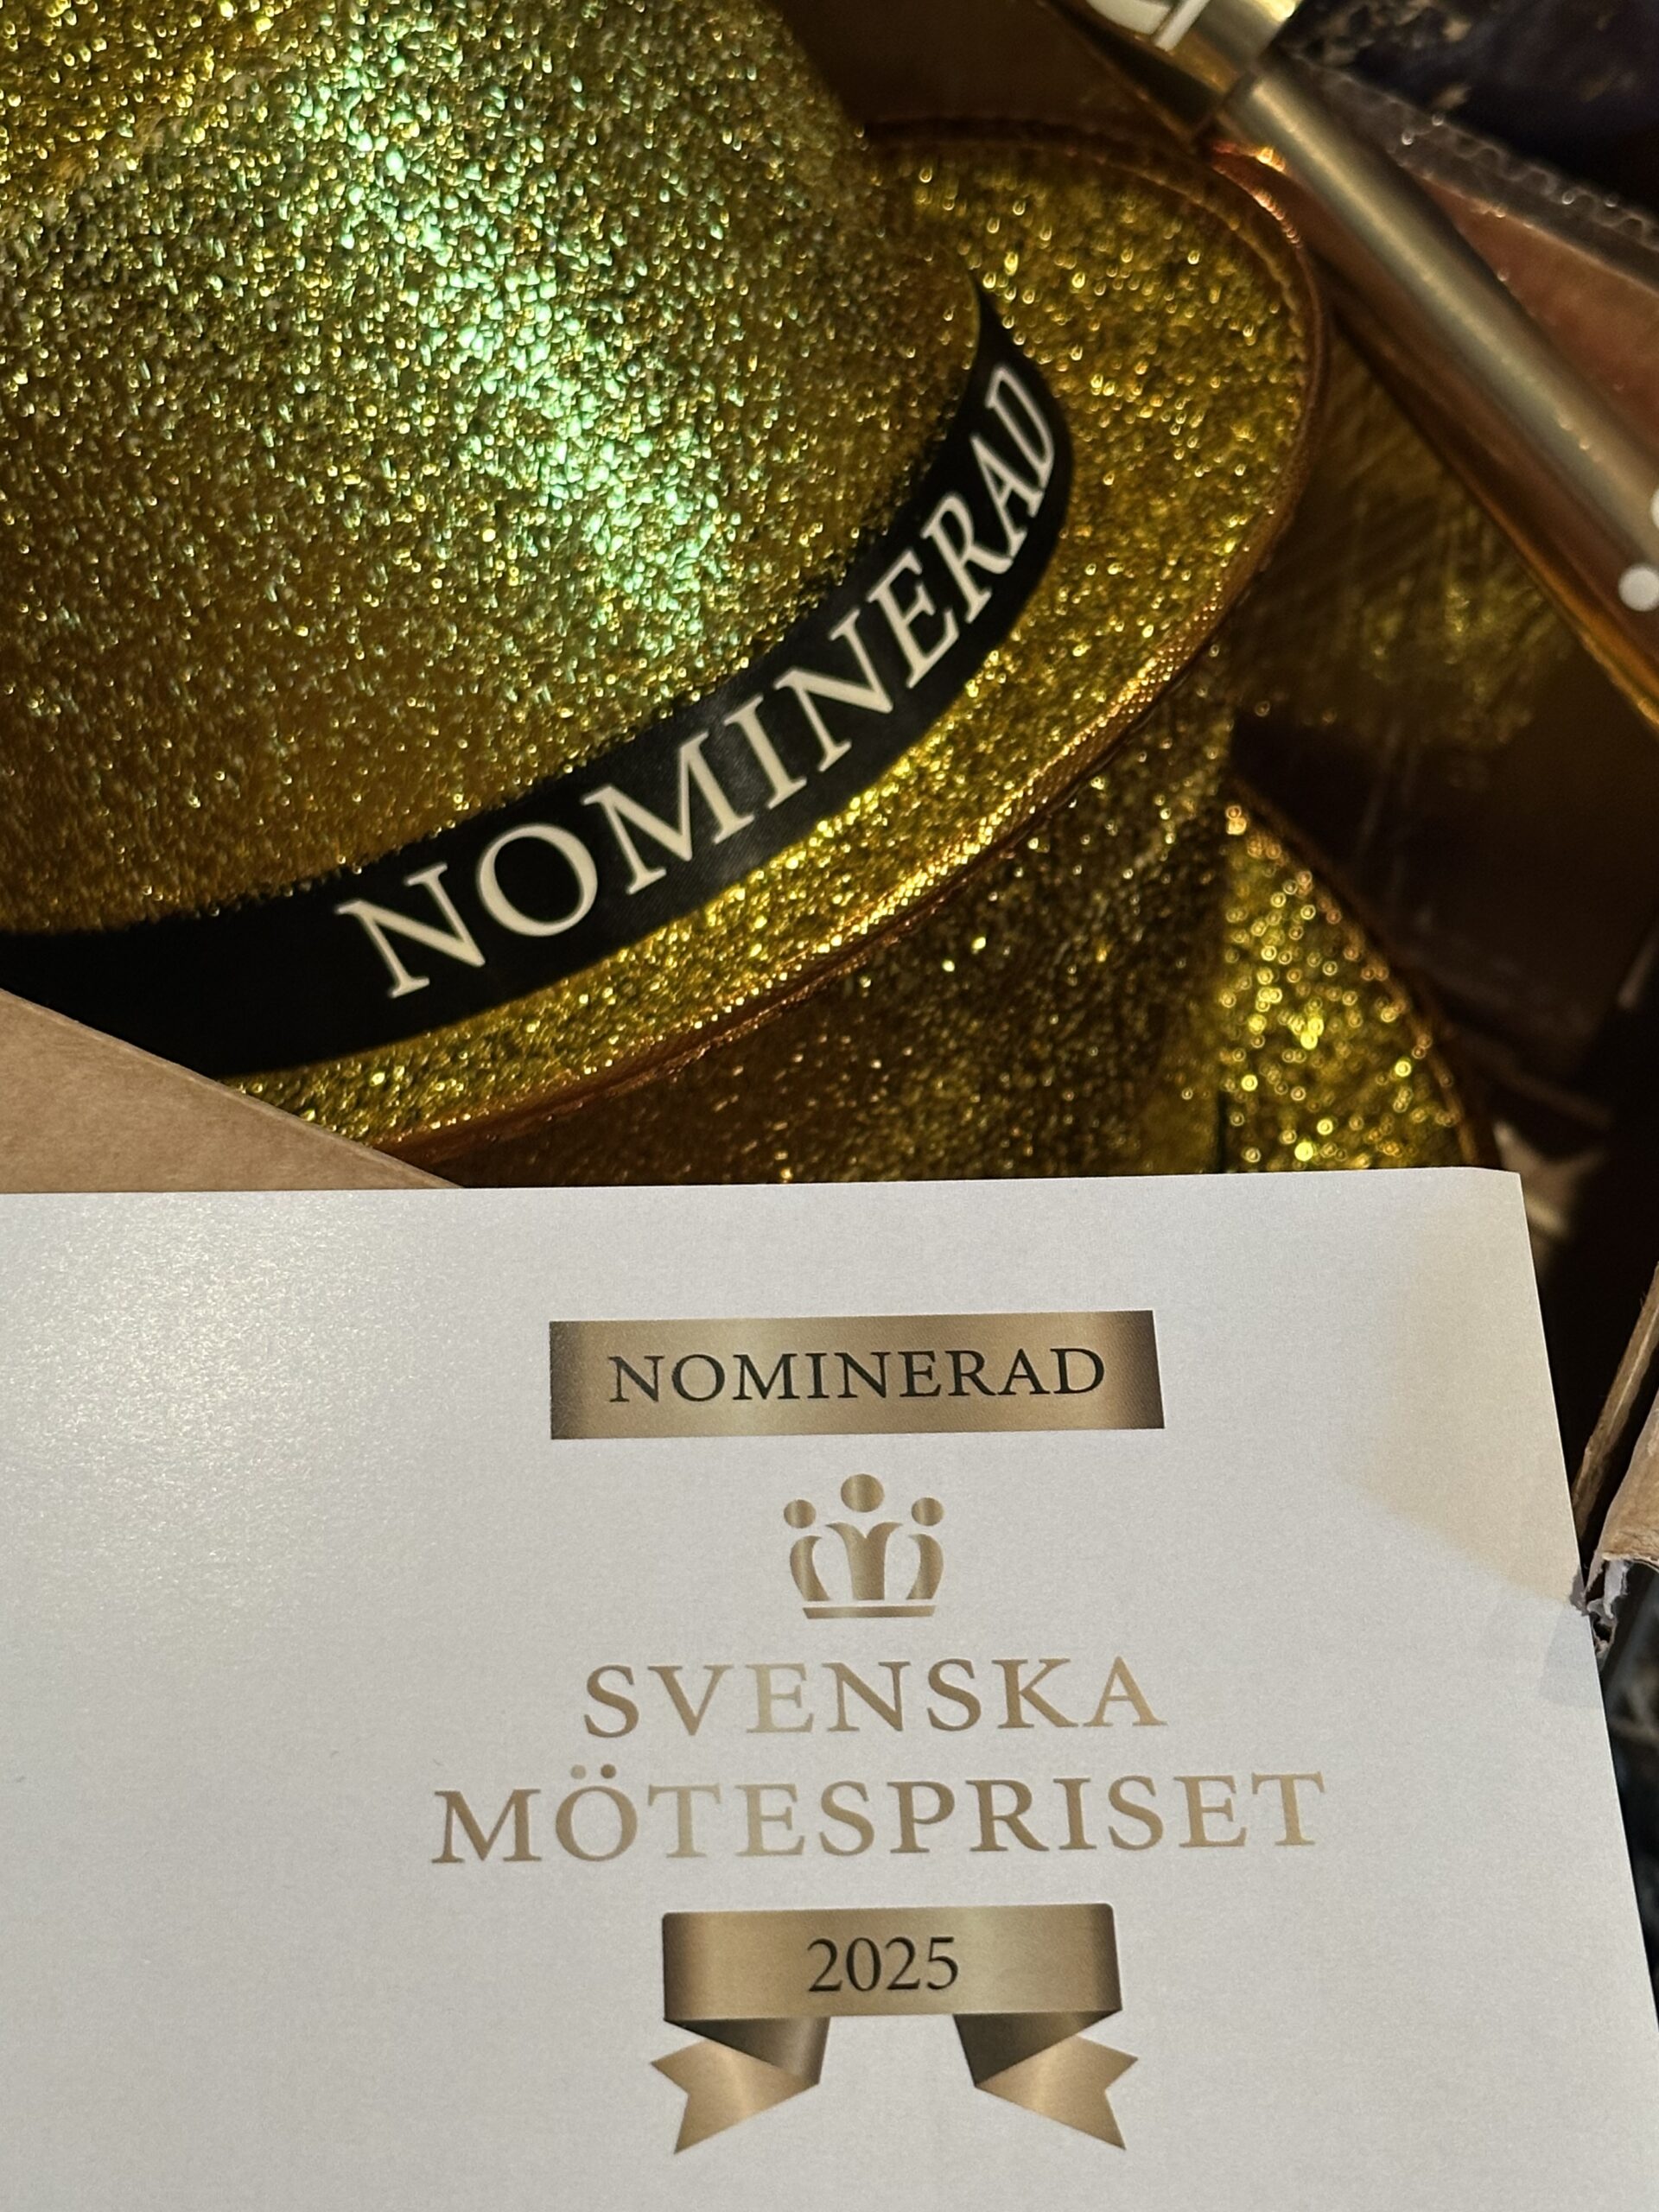 NOMINERAD
NOMINERAD
SVENSKA
MÖTESPRISET
2025